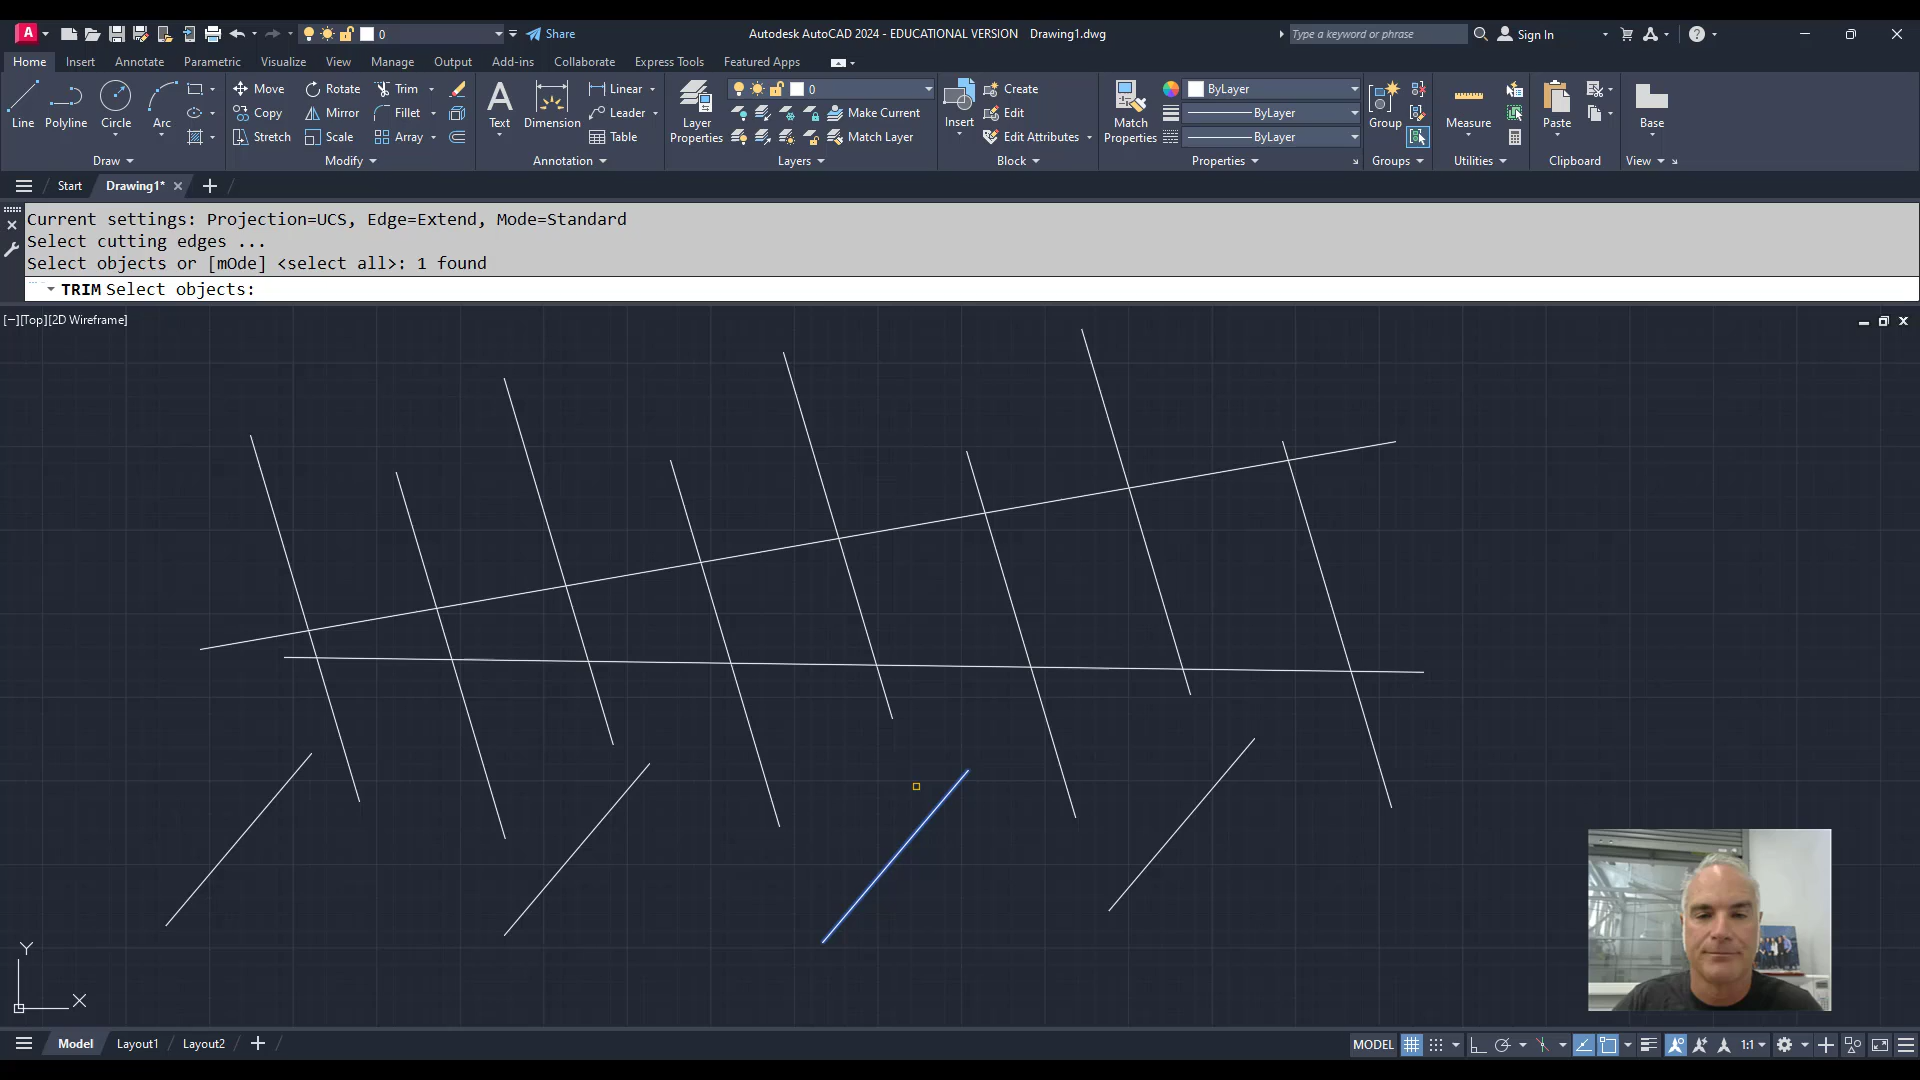 A
0
Share
Autodesk AutoCAD 2024 - EDUCATIONAL VERSION Drawing1.dwg
Type a keyword or phrase
Sign In
Home Insert Annotate Parametric Visualize View Manage Output Add-ins Collaborate Express Tools Featured Apps
Line
Polyline
Circle
Arc
Draw
Move
Rotate
Trim
Copy
Mirror
Fillet
Stretch
Scale
Array
Modify
Text
Dimension
Linear
Leader
Table
Annotation
Layer
Properties
0
Make Current
Match Layer
Layers
Insert
Create
Edit
Edit Attributes
Block
Match
Properties
ByLayer
ByLayer
ByLayer
Properties
Group
Groups
Measure
Utilities
Paste
Clipboard
Base
View
Start
Drawing1*
Current settings: Projection=UCS, Edge=Extend, Mode=Standard
Select cutting edges ...
Select objects or [mOde] <select all>: 1 found
TRIM Select objects:
[−][Top][2D Wireframe]
Y
X
Model
Layout1
Layout2
MODEL
1:1